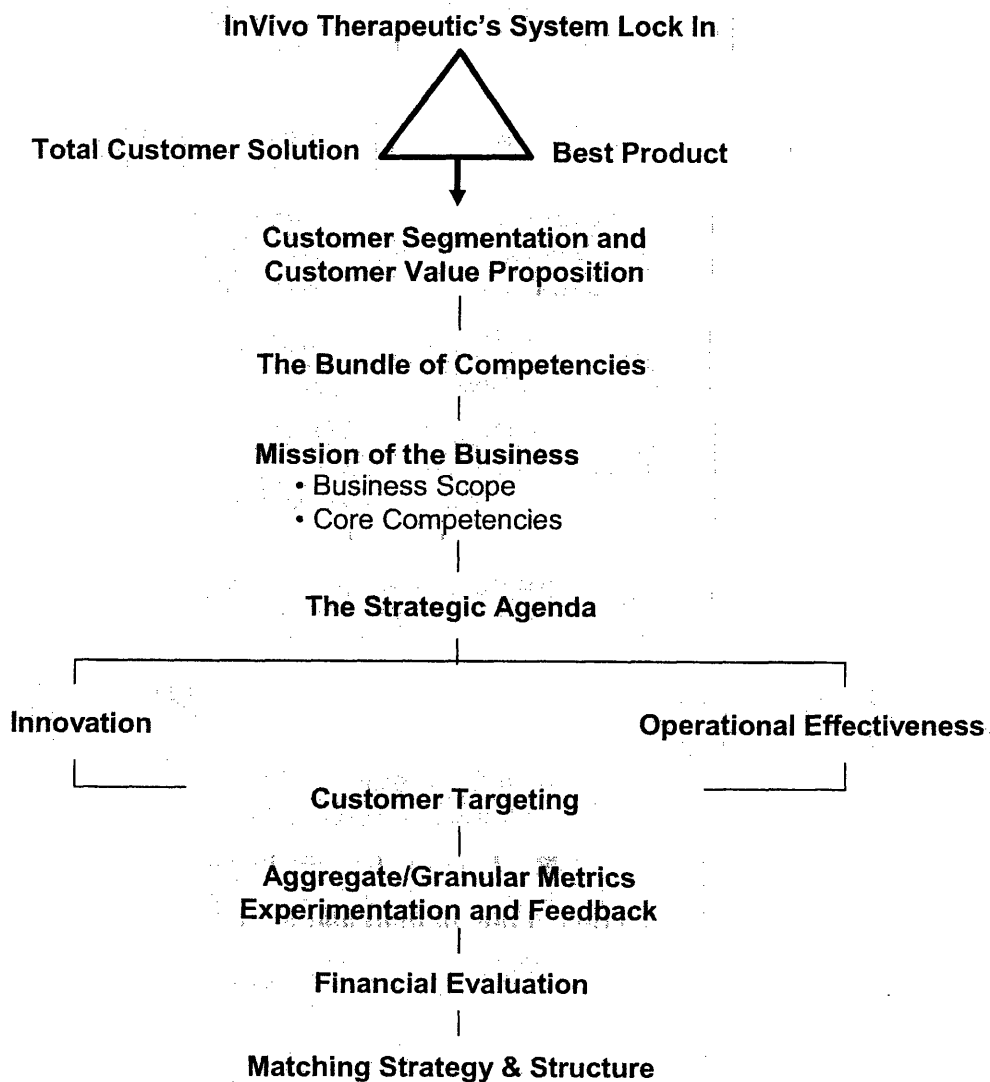 InVivo Therapeutic's System Lock In
Total Customer Solution
Best Product
Customer Segmentation and
Customer Value Proposition
The Bundle of Competencies
Mission of the Business
• Business Scope
• Core Competencies
The Strategic Agenda
Innovation
Operational Effectiveness
Customer Targeting
Aggregate/Granular Metrics
Experimentation and Feedback
Financial Evaluation
Matching Strategy & Structure